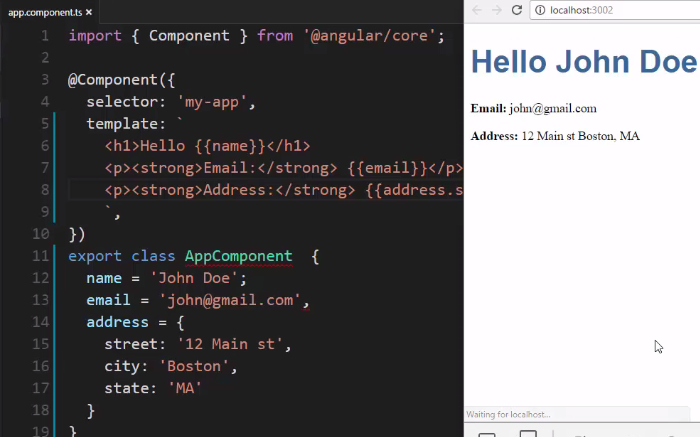 app.component.ts
1 import { Component } from '@angular/core';
2
3 @Component({
4 selector: 'my-app',
5 template: `
6 <h1>Hello {{name}}</h1>
7 <p><strong>Email:</strong> {{email}}</p>
8 <p><strong>Address:</strong> {{address.s
9 `,
10 })
11 export class AppComponent {
12 name = 'John Doe';
13 email = 'john@gmail.com',
14 address = {
15 street: '12 Main st',
16 city: 'Boston',
17 state: 'MA'
18 }
19 }
localhost:3002
Hello John Doe
Email: john@gmail.com
Address: 12 Main st Boston, MA
Waiting for localhost...